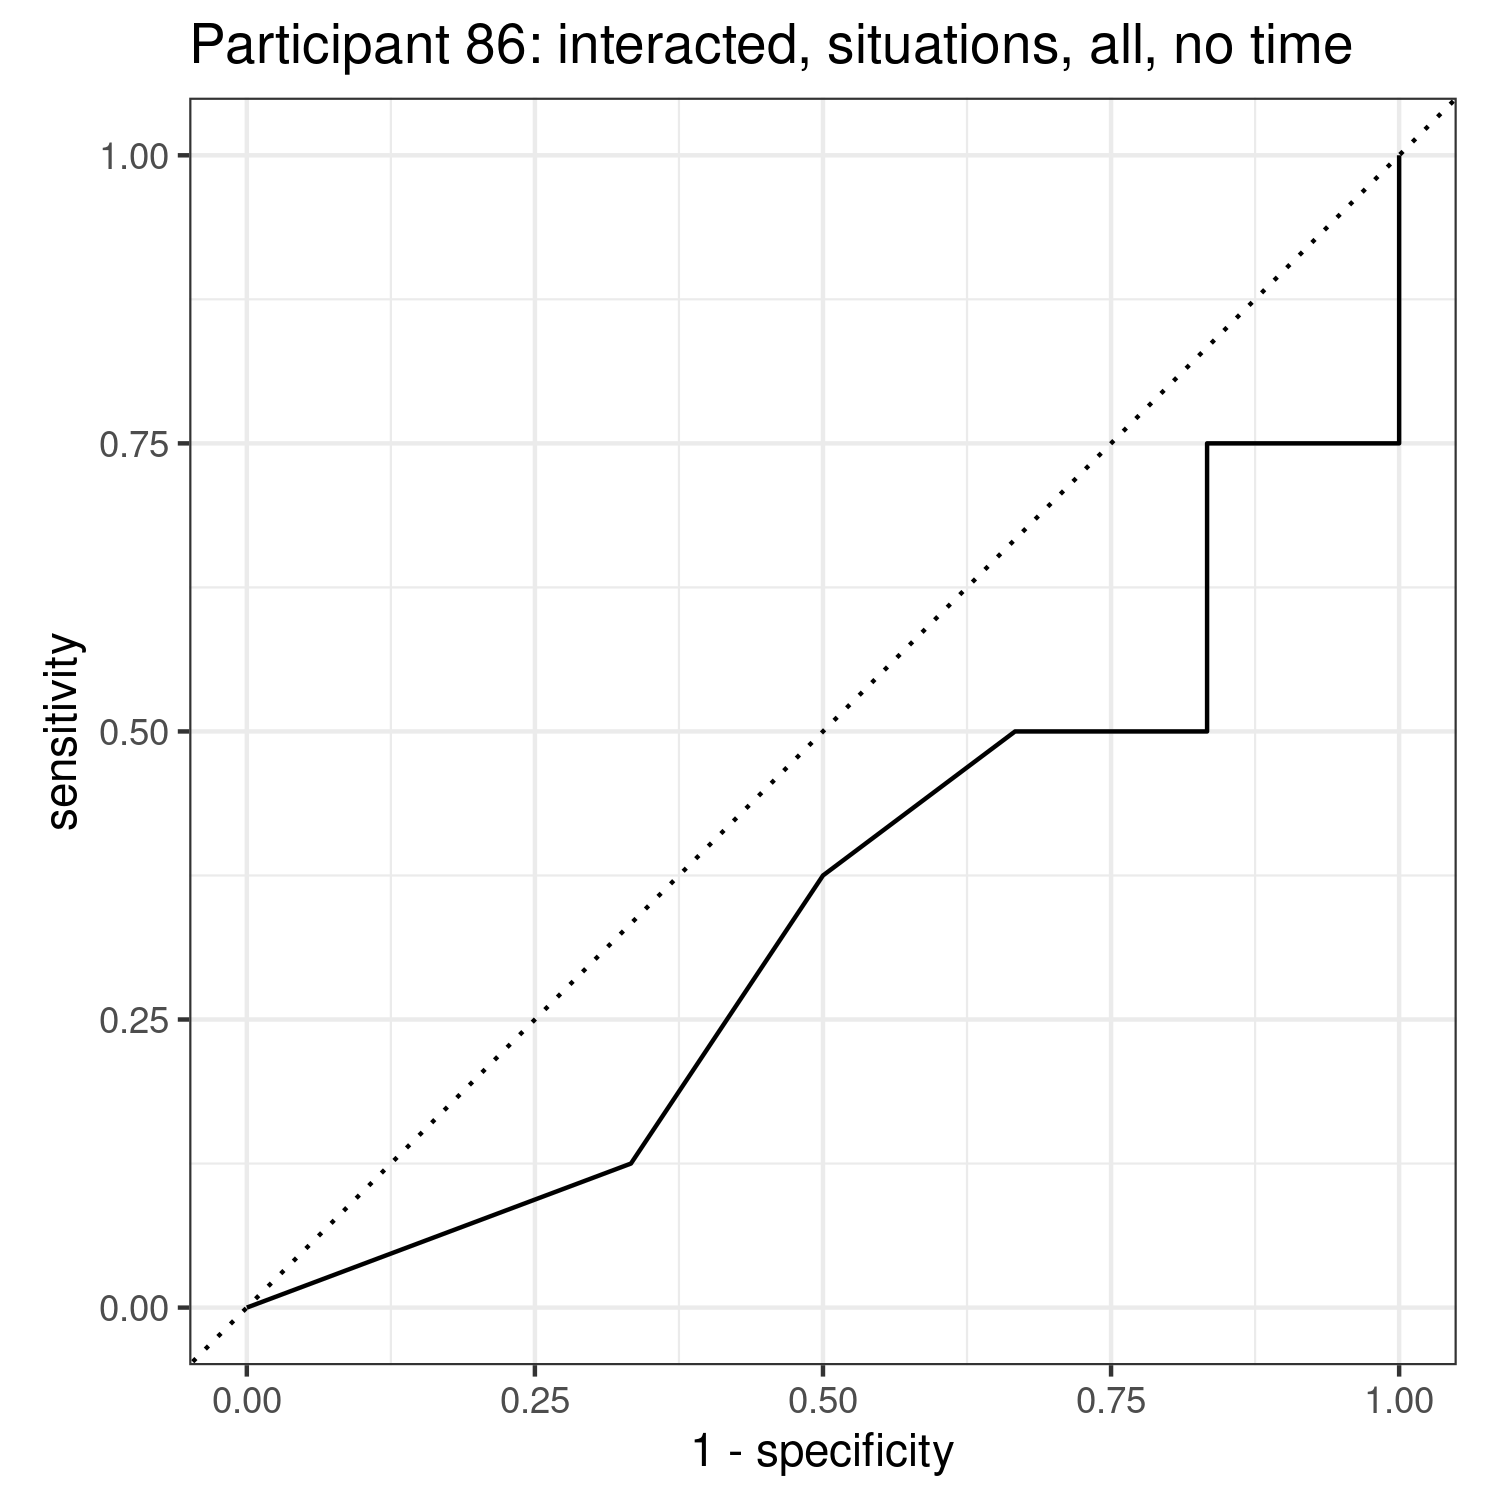 Participant 86: interacted, situations, all, no time
1.00
0.75
0.50
0.25
0.00
sensitivity
0.00 0.25 0.50 0.75 1.00
1 - specificity